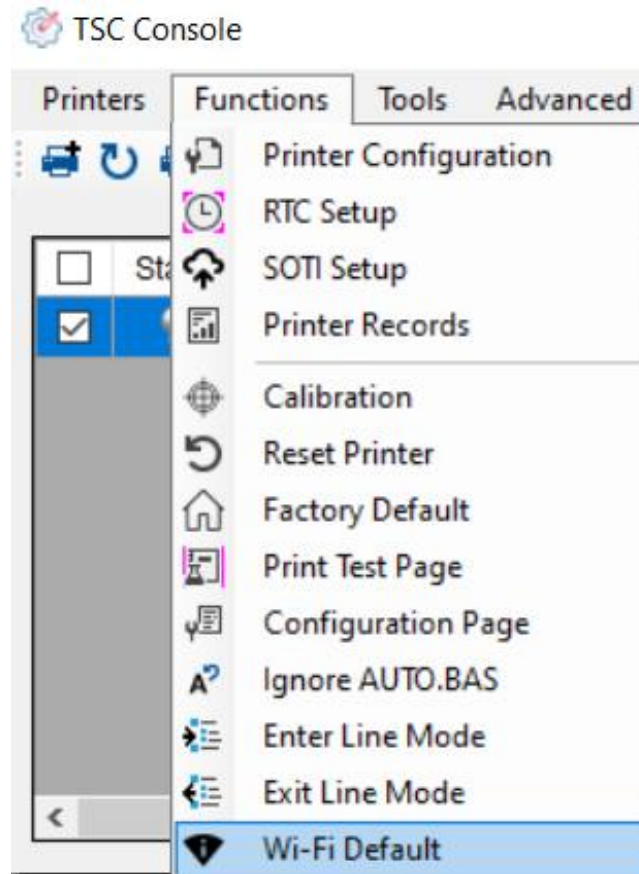 TSC Console
Printers Functions Tools Advanced
Printer Configuration
RTC Setup
SOTI Setup
Printer Records
Calibration
Reset Printer
Factory Default
Print Test Page
Configuration Page
Ignore AUTO.BAS
Enter Line Mode
Exit Line Mode
Wi-Fi Default